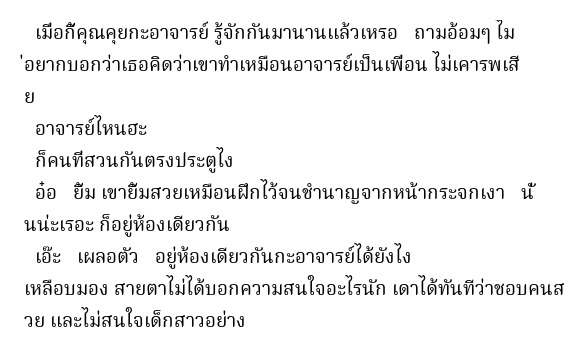 เมื่อกี้คุณคุยกะอาจารย์ รู้จักกันมานานแล้วเหรอ   ถามอ้อมๆ ไม
่อยากบอกว่าเธอคิดว่าเขาทำเหมือนอาจารย์เป็นเพื่อน ไม่เคารพเสี
ย
อาจารย์ไหนฮะ
ก็คนที่สวนกันตรงประตูไง
อ๋อ   ยิ้ม เขายิ้มสวยเหมือนฝึกไว้จนชำนาญจากหน้ากระจกเงา   นั
้นน่ะเรอะ ก็อยู่ห้องเดียวกัน
เอ๊ะ   เผลอตัว   อยู่ห้องเดียวกันกะอาจารย์ได้ยังไง
เหลือบมอง สายตาไม่ได้บอกความสนใจอะไรนัก เดาได้ทันทีว่าชอบคนส
วย และไม่สนใจเด็กสาวอย่าง